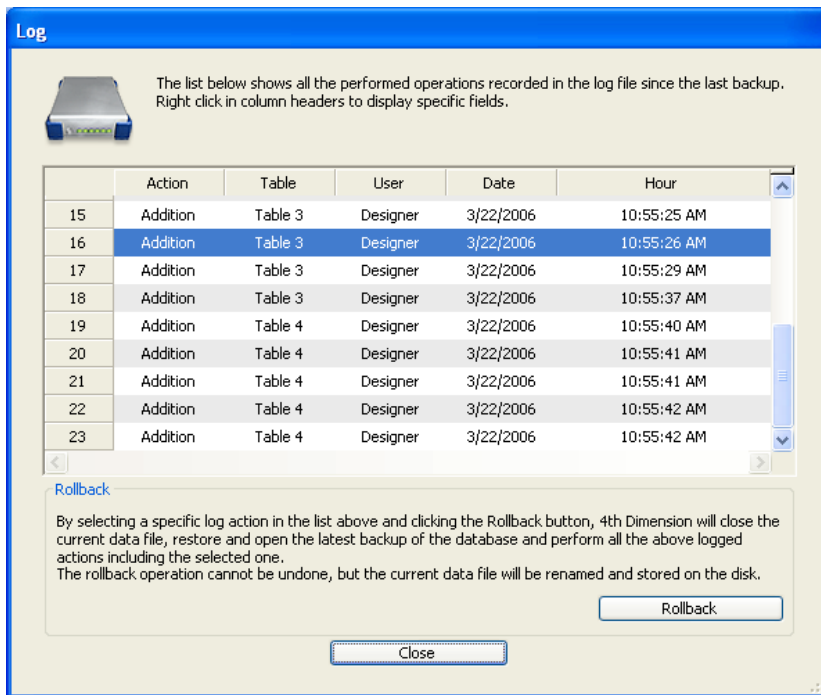 Log
The list below shows all the performed operations recorded in the log file since the last backup.
Right click in column headers to display specific fields.
Action Table User Date Hour
15 Addition Table 3 Designer 3/22/2006 10:55:25 AM
16 Addition Table 3 Designer 3/22/2006 10:55:26 AM
17 Addition Table 3 Designer 3/22/2006 10:55:29 AM
18 Addition Table 3 Designer 3/22/2006 10:55:37 AM
19 Addition Table 4 Designer 3/22/2006 10:55:40 AM
20 Addition Table 4 Designer 3/22/2006 10:55:41 AM
21 Addition Table 4 Designer 3/22/2006 10:55:41 AM
22 Addition Table 4 Designer 3/22/2006 10:55:42 AM
23 Addition Table 4 Designer 3/22/2006 10:55:42 AM
Rollback
By selecting a specific log action in the list above and clicking the Rollback button, 4th Dimension will close the
current data file, restore and open the latest backup of the database and perform all the above logged
actions including the selected one.
The rollback operation cannot be undone, but the current data file will be renamed and stored on the disk.
Rollback
Close